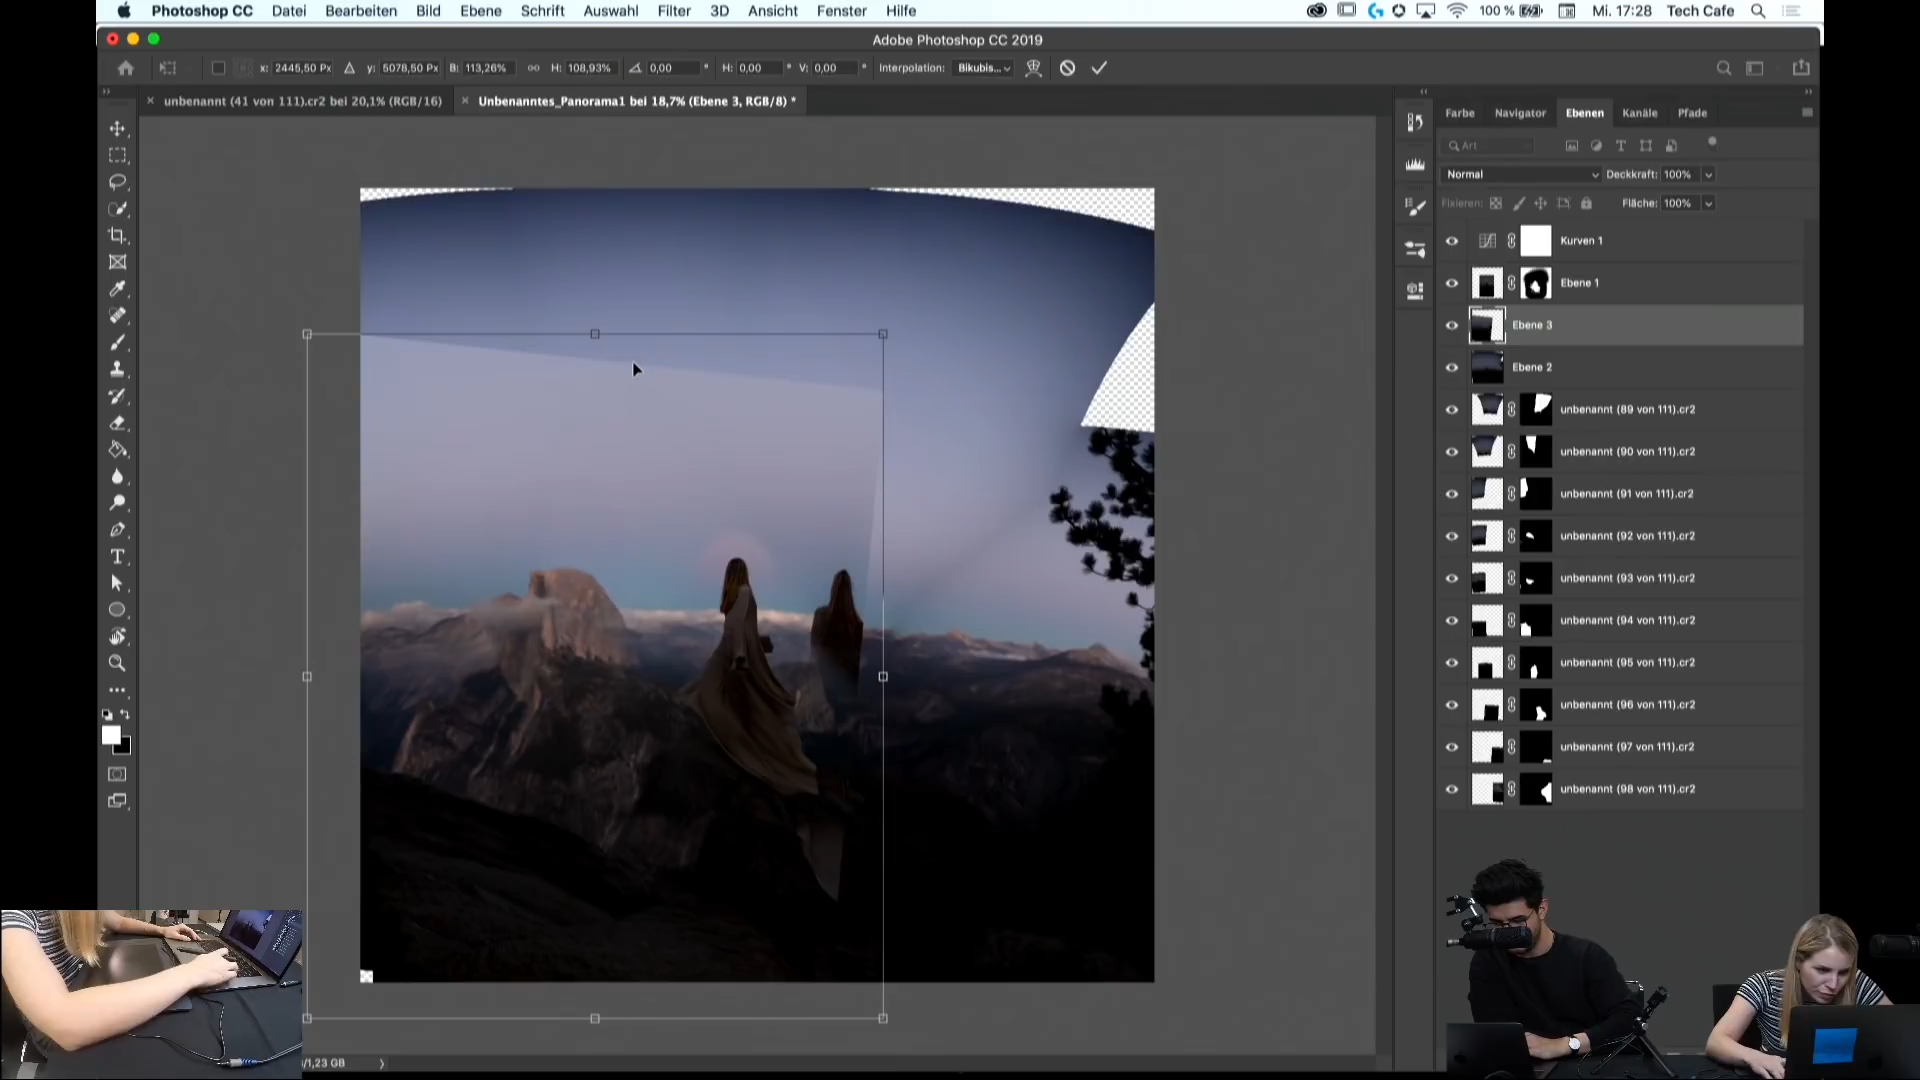 Photoshop CC Datei Bearbeiten Bild Ebene Schrift Auswahl Filter 3D Ansicht Fenster Hilfe 100 % Mi. 17:28 Tech Cafe
Adobe Photoshop CC 2019
x: 2445,50 Px y: 5078,50 Px B: 113,26% H: 108,93% 0,00 ° H: 0,00 ° V: 0,00 ° Interpolation: Bikubis...
unbenannt (41 von 111).cr2 bei 20,1% (RGB/16) Unbenanntes_Panorama1 bei 18,7% (Ebene 3, RGB/8) *
Farbe Navigator Ebenen Kanäle Pfade
Art
Normal Deckkraft: 100%
Fixieren: Fläche: 100%
Kurven 1
Ebene 1
Ebene 3
Ebene 2
unbenannt (89 von 111).cr2
unbenannt (90 von 111).cr2
unbenannt (91 von 111).cr2
unbenannt (92 von 111).cr2
unbenannt (93 von 111).cr2
unbenannt (94 von 111).cr2
unbenannt (95 von 111).cr2
unbenannt (96 von 111).cr2
unbenannt (97 von 111).cr2
unbenannt (98 von 111).cr2
/1,23 GB